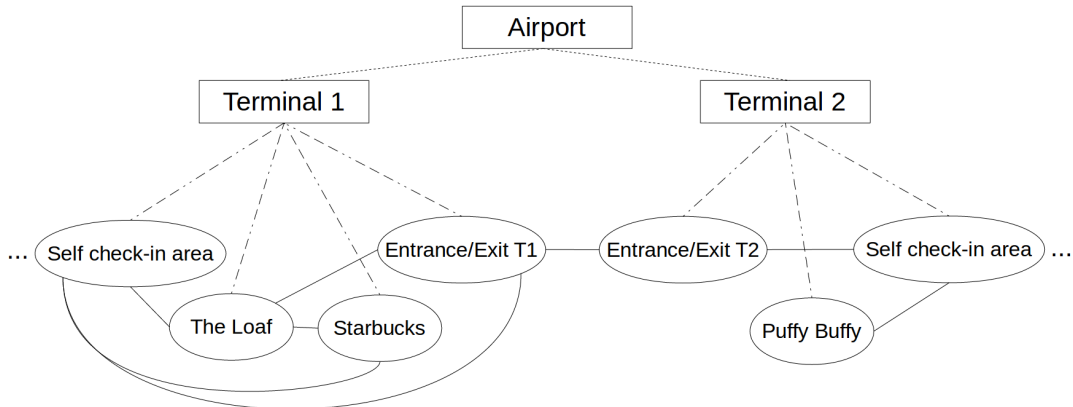 Airport
Terminal 1
Terminal 2
... Self check-in area
Entrance/Exit T1
Entrance/Exit T2
Self check-in area ...
The Loaf
Starbucks
Puffy Buffy